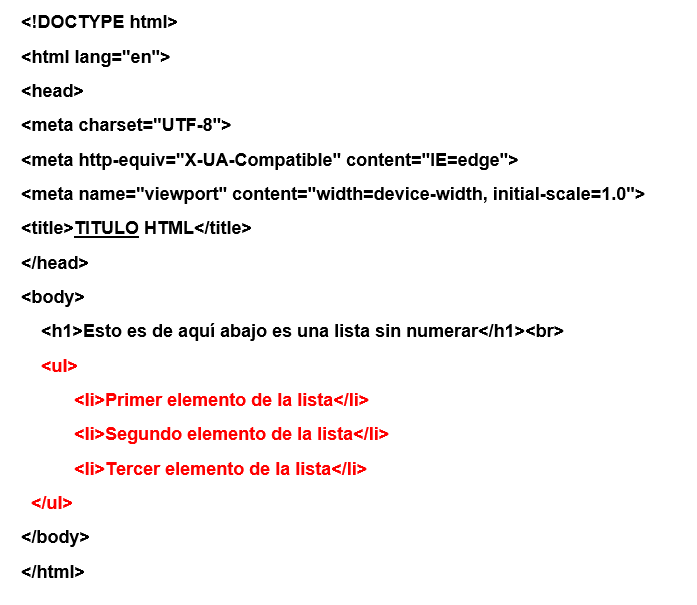 <!DOCTYPE html>
<html lang="en">
<head>
<meta charset="UTF-8">
<meta http-equiv="X-UA-Compatible" content="IE=edge">
<meta name="viewport" content="width=device-width, initial-scale=1.0">
<title>TITULO HTML</title>
</head>
<body>
<h1>Esto es de aquí abajo es una lista sin numerar</h1><br>
<ul>
<li>Primer elemento de la lista</li>
<li>Segundo elemento de la lista</li>
<li>Tercer elemento de la lista</li>
</ul>
</body>
</html>